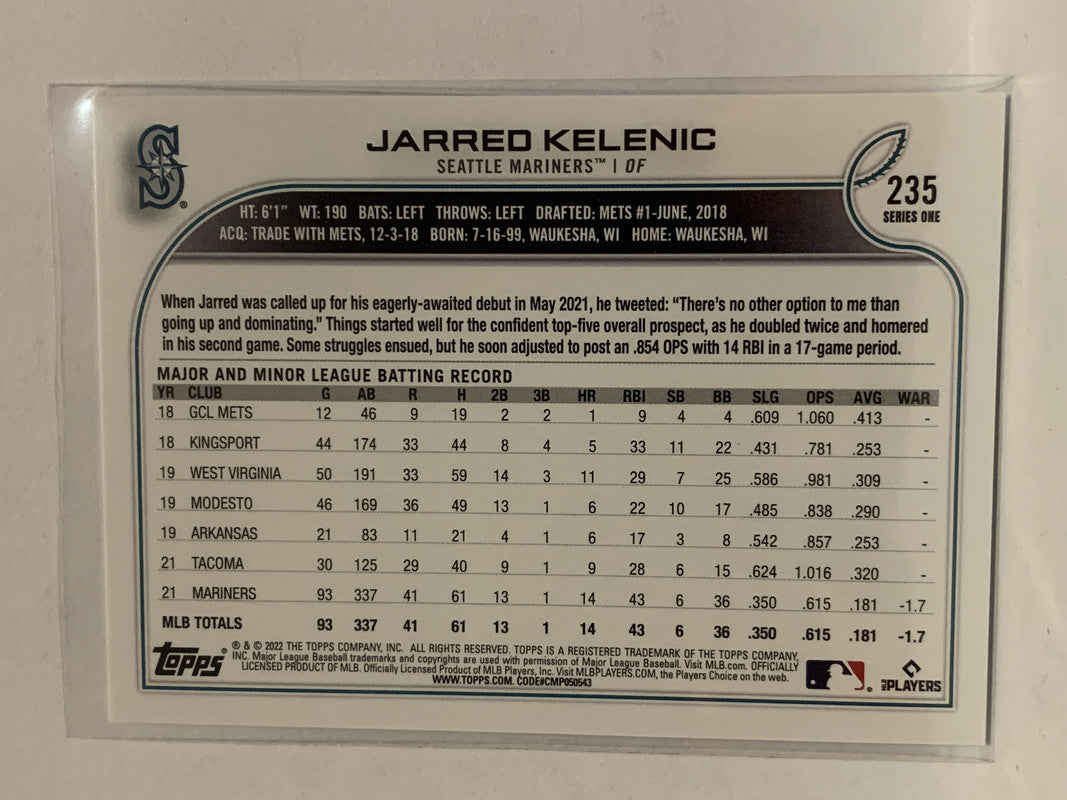 JARRED KELENIC
SEATTLE MARINERS™ | OF
235
SERIES ONE
HT: 6'1" WT: 190 BATS: LEFT THROWS: LEFT DRAFTED: METS #1-JUNE, 2018
ACQ: TRADE WITH METS, 12-3-18 BORN: 7-16-99, WAUKESHA, WI HOME: WAUKESHA, WI
When Jarred was called up for his eagerly-awaited debut in May 2021, he tweeted: “There's no other option to me than
going up and dominating.” Things started well for the confident top-five overall prospect, as he doubled twice and homered
in his second game. Some struggles ensued, but he soon adjusted to post an .854 OPS with 14 RBI in a 17-game period.
MAJOR AND MINOR LEAGUE BATTING RECORD
YR CLUB G AB R H 2B 3B HR RBI SB BB SLG OPS AVG WAR
18 GCL METS 12 46 9 19 2 2 1 9 4 4 .609 1.060 .413 -
18 KINGSPORT 44 174 33 44 8 4 5 33 11 22 .431 .781 .253 -
19 WEST VIRGINIA 50 191 33 59 14 3 11 29 7 25 .586 .981 .309 -
19 MODESTO 46 169 36 49 13 1 6 22 10 17 .485 .838 .290 -
19 ARKANSAS 21 83 11 21 4 1 6 17 3 8 .542 .857 .253 -
21 TACOMA 30 125 29 40 9 1 9 28 6 15 .624 1.016 .320 -
21 MARINERS 93 337 41 61 13 1 14 43 6 36 .350 .615 .181 -1.7
MLB TOTALS 93 337 41 61 13 1 14 43 6 36 .350 .615 .181 -1.7
Topps®
® & © 2022 THE TOPPS COMPANY, INC. ALL RIGHTS RESERVED. TOPPS IS A REGISTERED TRADEMARK OF THE TOPPS COMPANY,
INC. Major League Baseball trademarks and copyrights are used with permission of Major League Baseball. Visit MLB.com. OFFICIALLY
LICENSED PRODUCT OF MLB. Officially Licensed Product of MLB Players, Inc. Visit MLBPLAYERS.COM, the Players Choice on the web.
WWW.TOPPS.COM. CODE#CMP050543
MLB PLAYERS